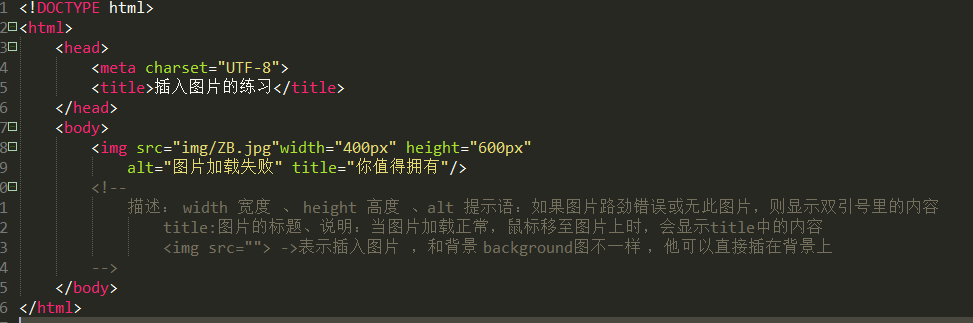 1 <!DOCTYPE html>
2 <html>
3 <head>
4 <meta charset="UTF-8">
5 <title>插入图片的练习</title>
6 </head>
7 <body>
8 <img src="img/ZB.jpg"width="400px" height="600px"
9 alt="图片加载失败" title="你值得拥有"/>
0 <!--
1 描述： width 宽度 、 height 高度 、alt 提示语：如果图片路劲错误或无此图片，则显示双引号里的内容
2 title:图片的标题、说明：当图片加载正常，鼠标移至图片上时，会显示title中的内容
3 <img src=""> ->表示插入图片 ，和背景 background图不一样 ，他可以直接插在背景上
4 -->
5 </body>
6 </html>